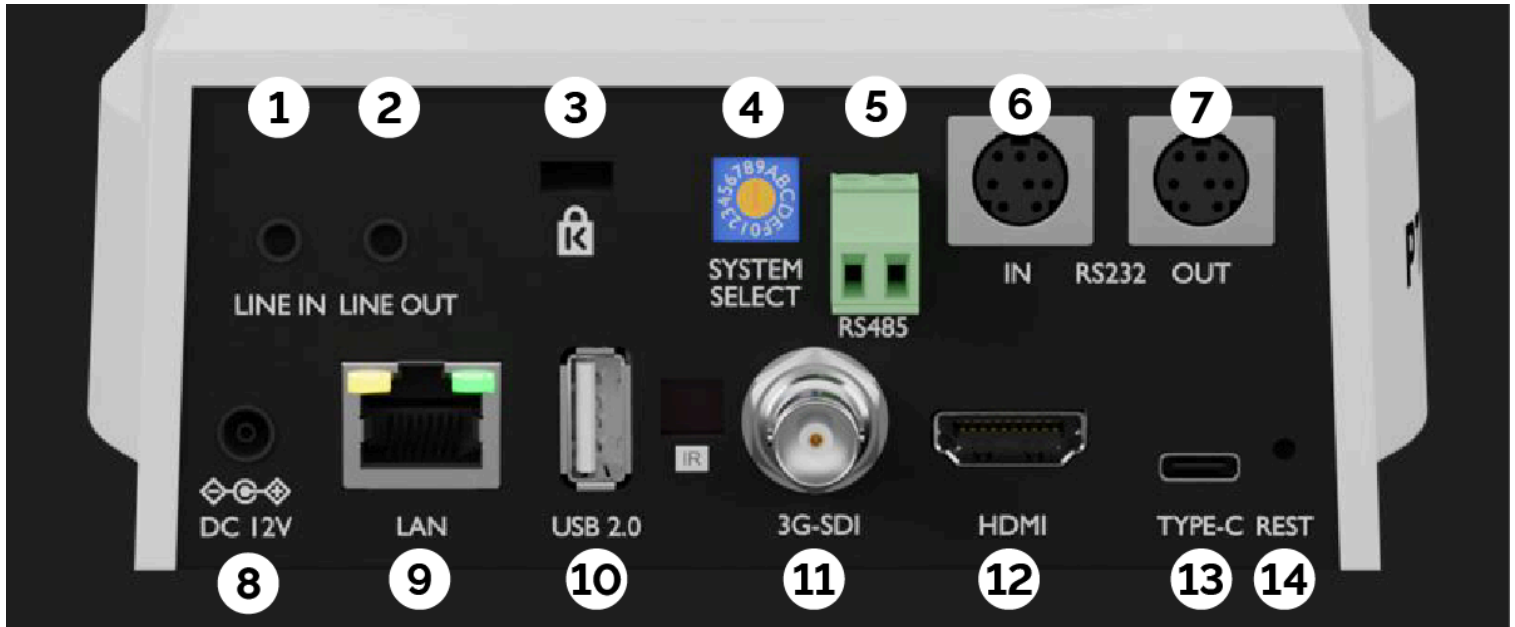 1 2 3 4 5 6 7
0123456789ABCDEF
K
LINE IN LINE OUT
SYSTEM
SELECT
RS485
IN RS232 OUT
IR
DC 12V LAN USB 2.0 3G-SDI HDMI TYPE-C REST
8 9 10 11 12 13 14